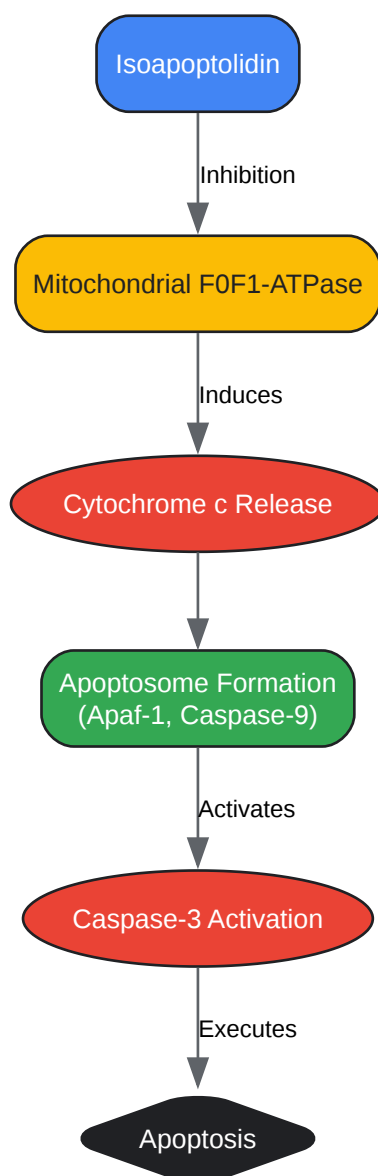 Isoapoptolidin
Inhibition
Mitochondrial F0F1-ATPase
Induces
Cytochrome c Release
Apoptosome Formation
(Apaf-1, Caspase-9)
Activates
Caspase-3 Activation
Executes
Apoptosis